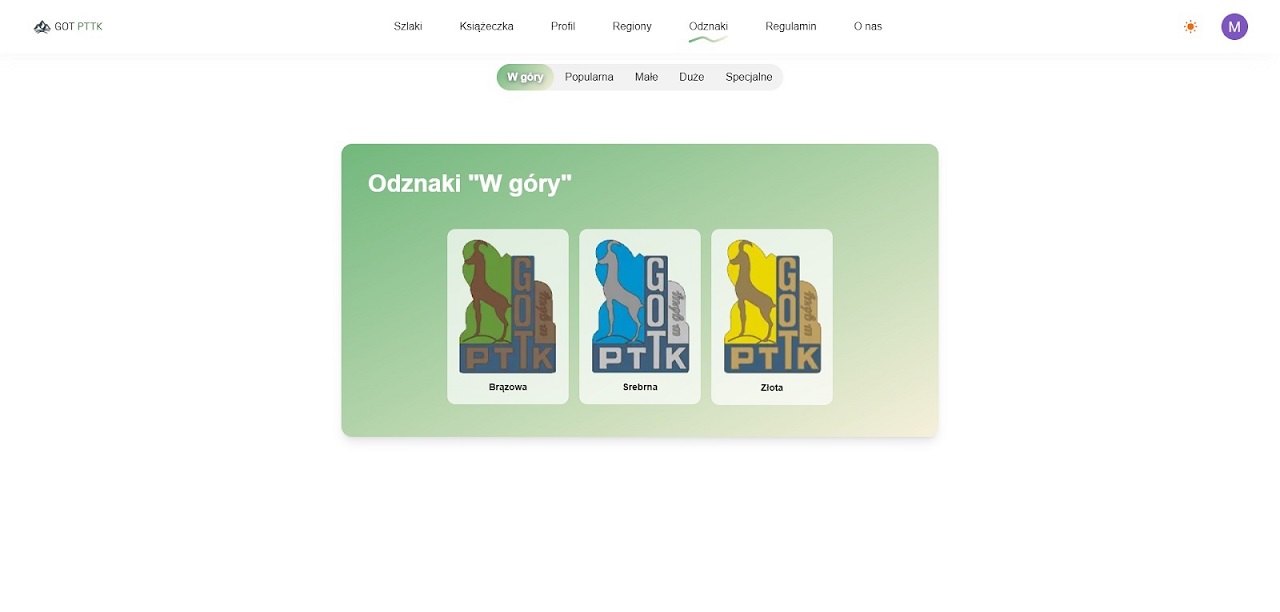 GOT PTTK Szlaki Książeczka Profil Regiony Odznaki Regulamin O nas M
W góry Popularna Małe Duże Specjalne
Odznaki "W góry"
GOT PTTK w góry GOT PTTK w góry GOT PTTK w góry
Brązowa Srebrna Złota